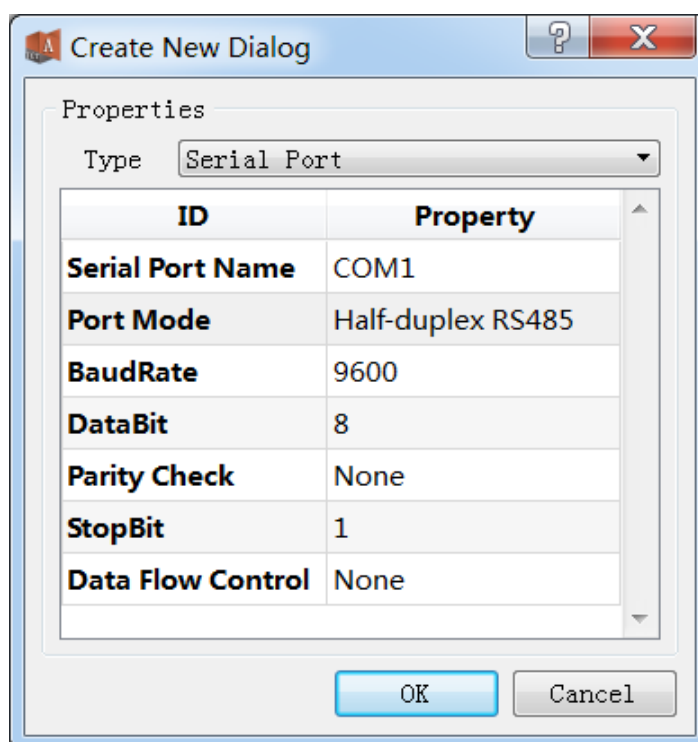 Create New Dialog
Properties
Type Serial Port
ID Property
Serial Port Name COM1
Port Mode Half-duplex RS485
BaudRate 9600
DataBit 8
Parity Check None
StopBit 1
Data Flow Control None
OK Cancel